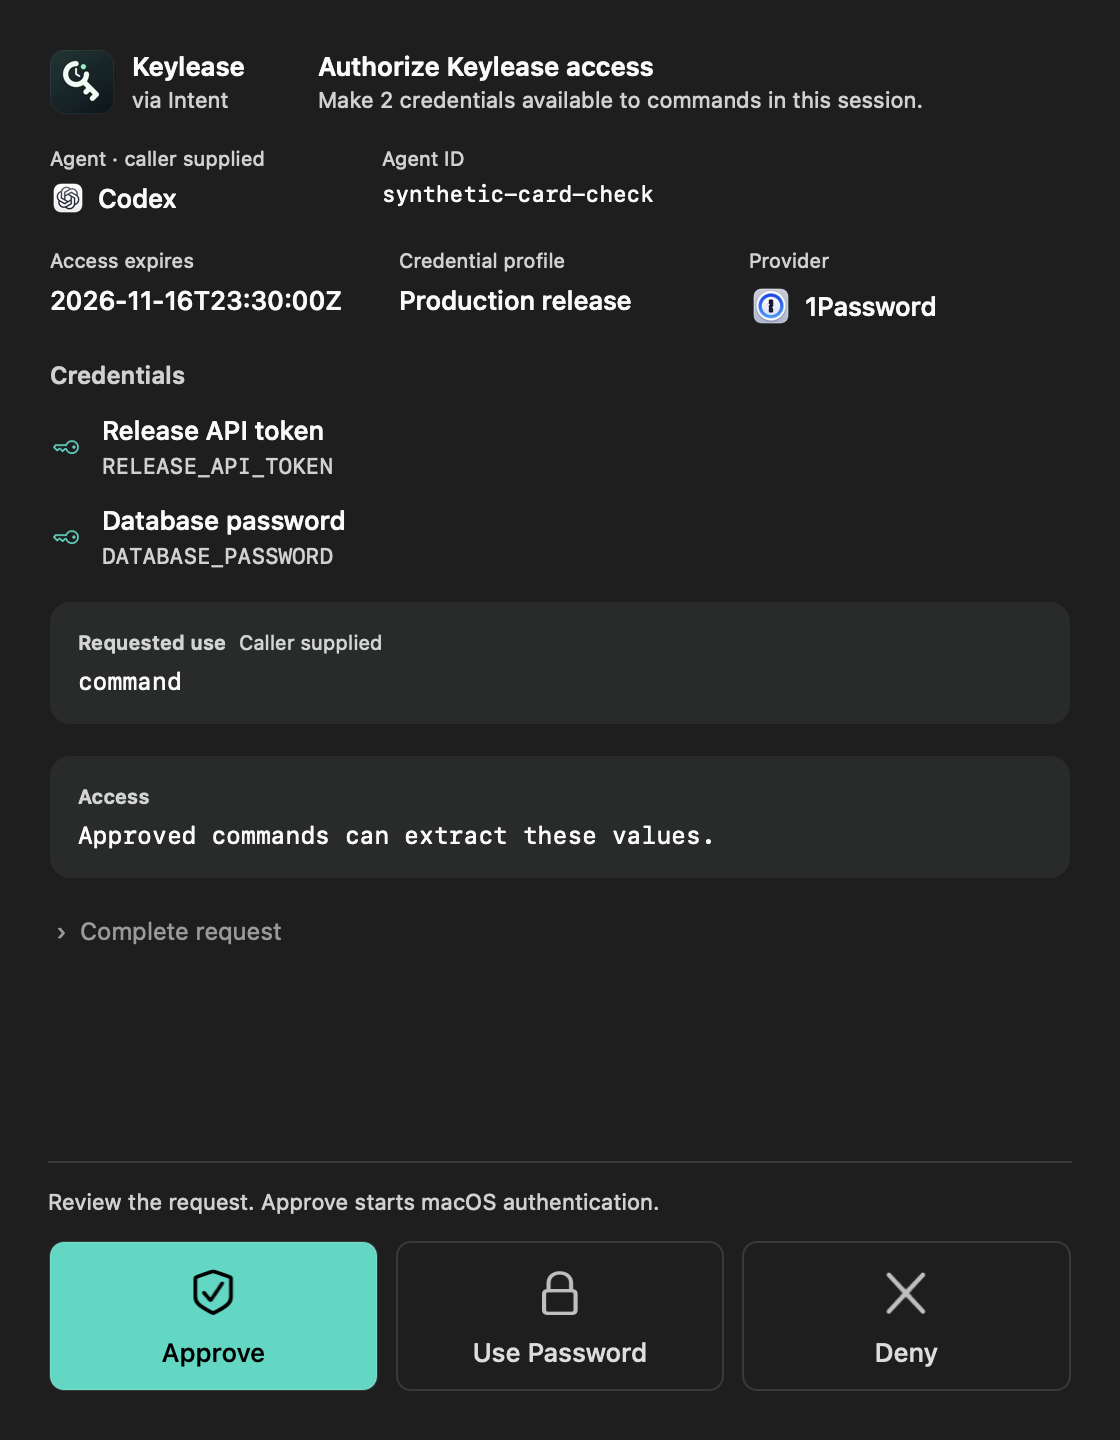 Keylease
via Intent
Authorize Keylease access
Make 2 credentials available to commands in this session.
Agent · caller supplied
Codex
Agent ID
synthetic-card-check
Access expires
2026-11-16T23:30:00Z
Credential profile
Production release
Provider
1Password
Credentials
Release API token
RELEASE_API_TOKEN
Database password
DATABASE_PASSWORD
Requested use Caller supplied
command
Access
Approved commands can extract these values.
› Complete request
Review the request. Approve starts macOS authentication.
Approve
Use Password
Deny